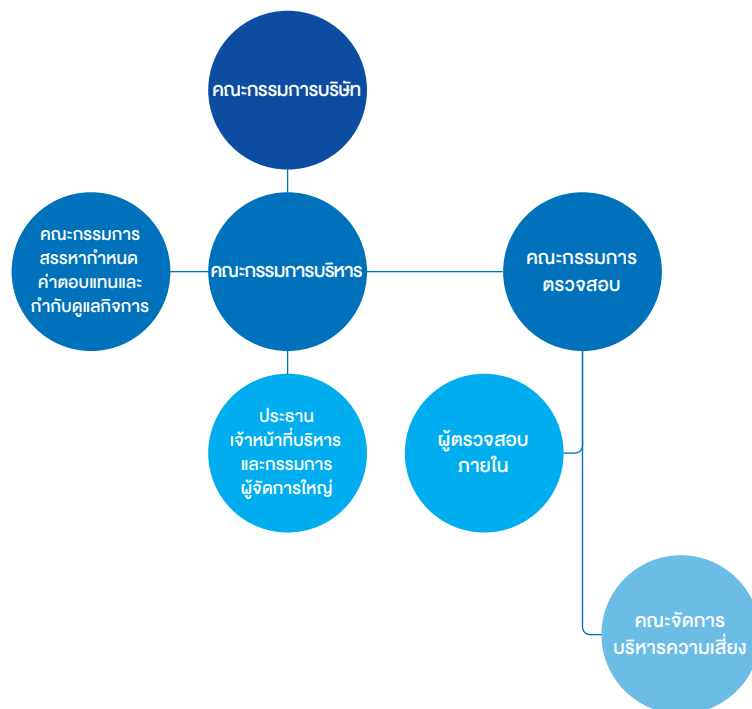 คณะกรรมการบริษัท
คณะกรรมการ
สรรหากำหนด
ค่าตอบแทนและ
กำกับดูแลกิจการ
คณะกรรมการบริหาร
คณะกรรมการ
ตรวจสอบ
ประธาน
เจ้าหน้าที่บริหาร
และกรรมการ
ผู้จัดการใหญ่
ผู้ตรวจสอบ
ภายใน
คณะจัดการ
บริหารความเสี่ยง